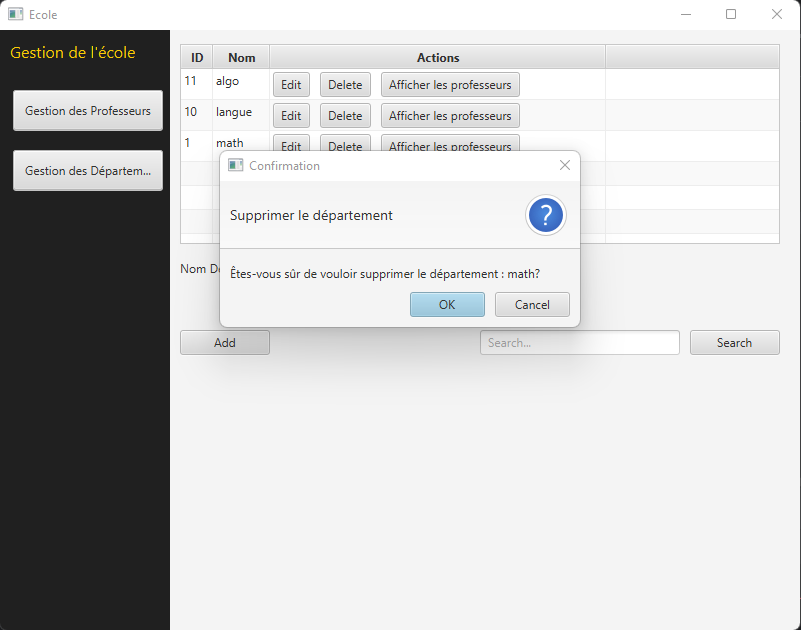 Ecole
Gestion de l'école
Gestion des Professeurs
Gestion des Départem...
ID Nom Actions
11 algo Edit Delete Afficher les professeurs
10 langue Edit Delete Afficher les professeurs
1 math Edit Delete Afficher les professeurs
Confirmation
Supprimer le département
?
Êtes-vous sûr de vouloir supprimer le département : math?
OK Cancel
Nom
Add Search... Search